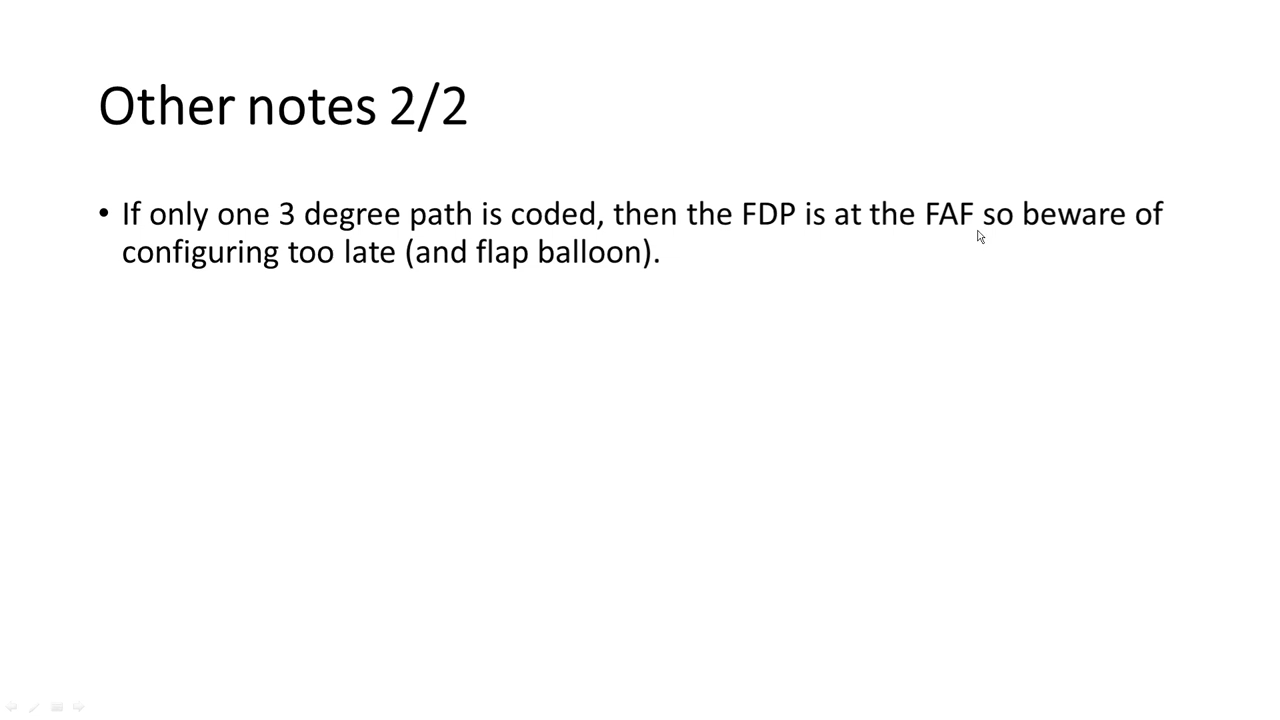 Other notes 2/2
• If only one 3 degree path is coded, then the FDP is at the FAF so beware of
configuring too late (and flap balloon).